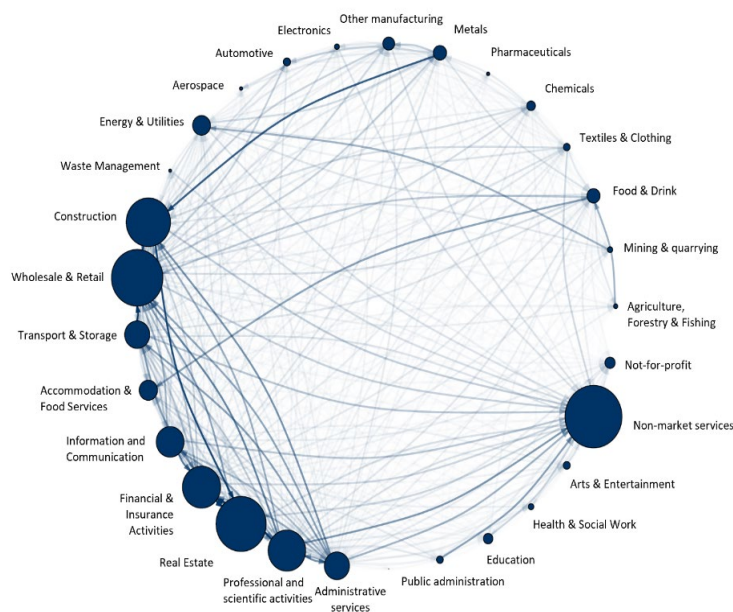 Other manufacturing
Electronics
Metals
Automotive
Pharmaceuticals
Aerospace
Chemicals
Energy & Utilities
Textiles & Clothing
Waste Management
Food & Drink
Construction
Mining & quarrying
Wholesale & Retail
Agriculture,
Forestry & Fishing
Transport & Storage
Not-for-profit
Accommodation &
Food Services
Non-market services
Information and
Communication
Arts & Entertainment
Financial &
Insurance
Activities
Health & Social Work
Real Estate
Education
Professional and
scientific activities
Administrative
services
Public administration